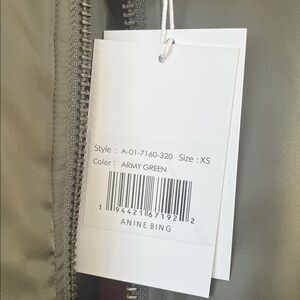 Style : A-01-7160-320 Size : XS
Color : ARMY GREEN
1 94421 67192 2
ANINE BING